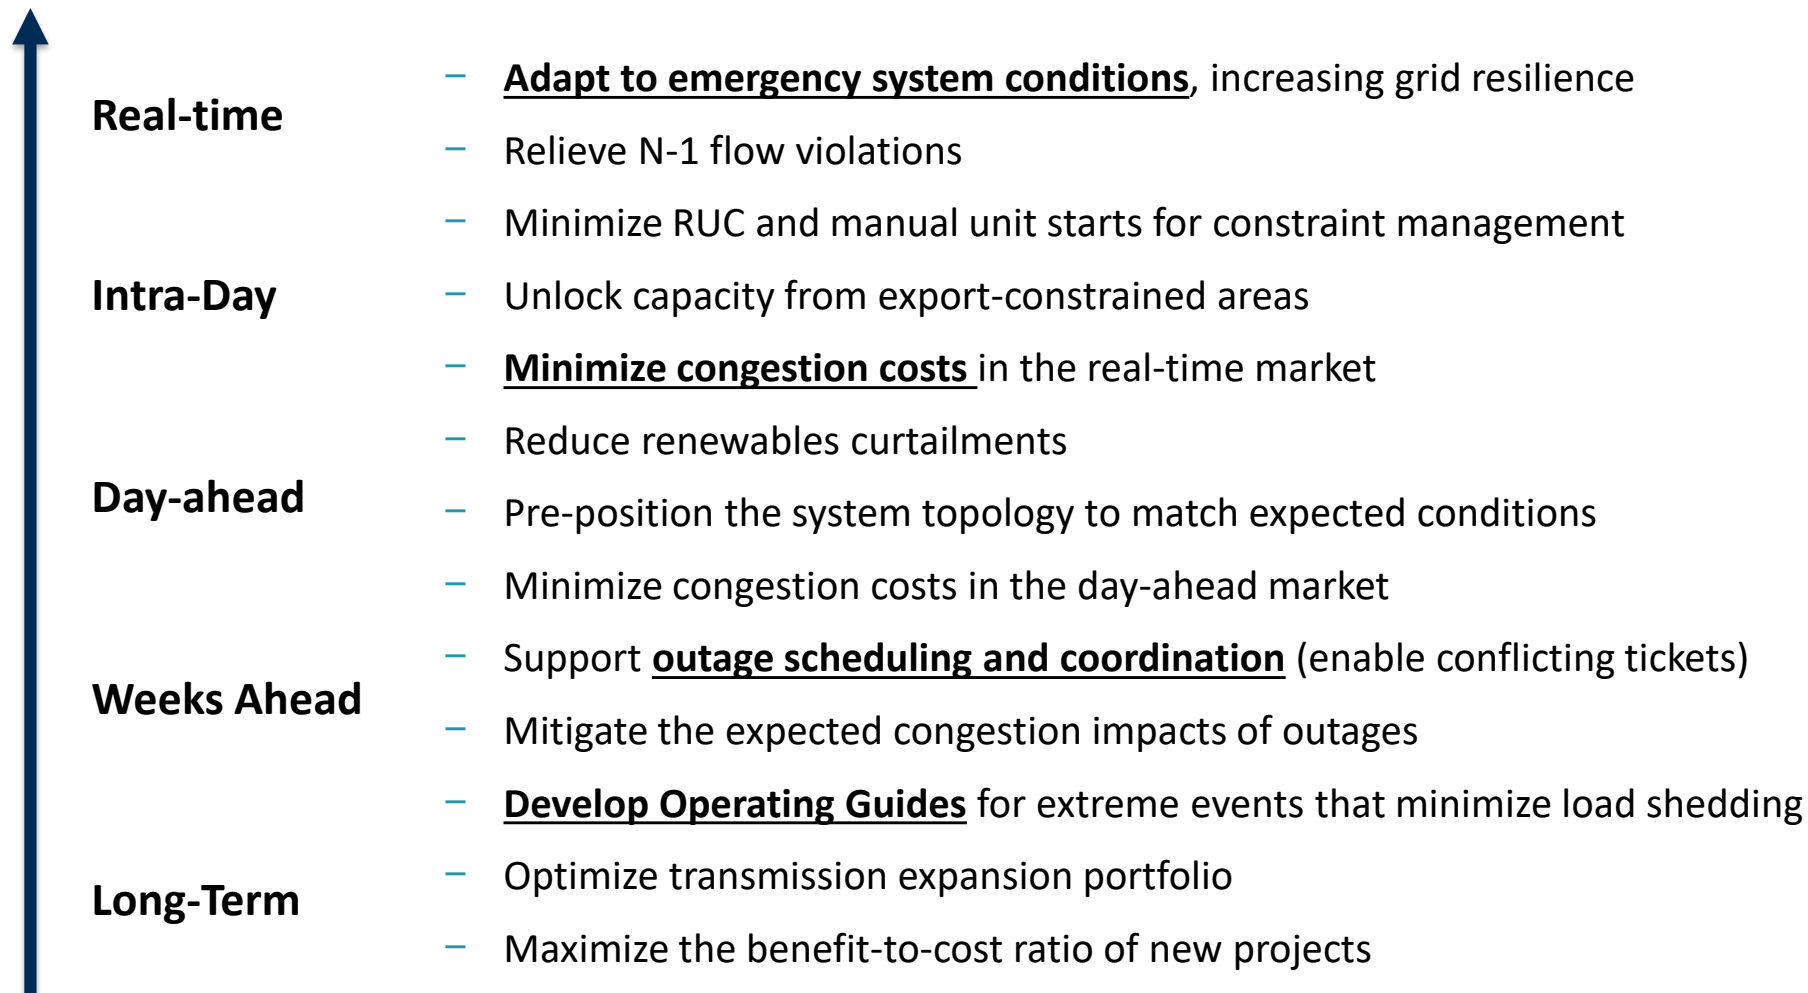 Real-time
– Adapt to emergency system conditions, increasing grid resilience
– Relieve N-1 flow violations
– Minimize RUC and manual unit starts for constraint management
Intra-Day
– Unlock capacity from export-constrained areas
– Minimize congestion costs in the real-time market
– Reduce renewables curtailments
Day-ahead
– Pre-position the system topology to match expected conditions
– Minimize congestion costs in the day-ahead market
– Support outage scheduling and coordination (enable conflicting tickets)
Weeks Ahead
– Mitigate the expected congestion impacts of outages
– Develop Operating Guides for extreme events that minimize load shedding
Long-Term
– Optimize transmission expansion portfolio
– Maximize the benefit-to-cost ratio of new projects